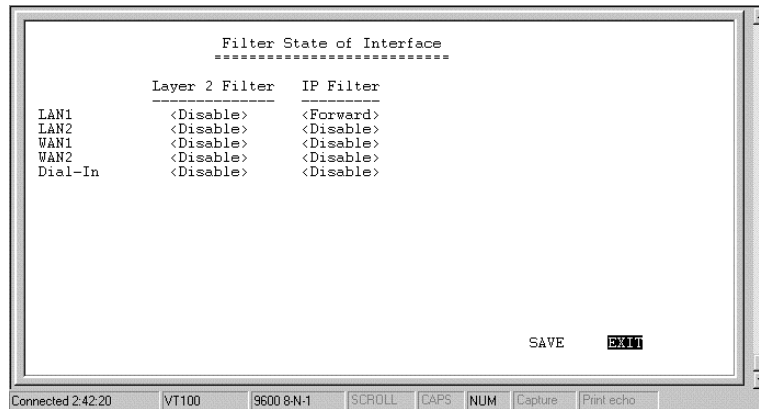 Filter State of Interface
===========================
Layer 2 Filter IP Filter
-------------- ---------
LAN1 <Disable> <Forward>
LAN2 <Disable> <Disable>
WAN1 <Disable> <Disable>
WAN2 <Disable> <Disable>
Dial-In <Disable> <Disable>
SAVE EXIT
Connected 2:42:20 VT100 9600 8-N-1 SCROLL CAPS NUM Capture Print echo